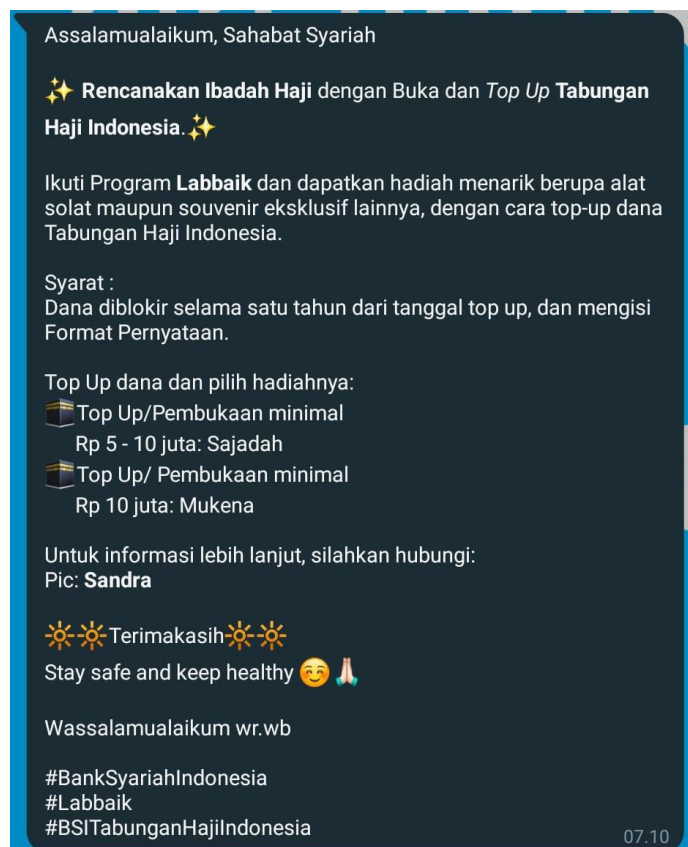 Assalamualaikum, Sahabat Syariah
✨ Rencanakan Ibadah Haji dengan Buka dan Top Up Tabungan
Haji Indonesia.✨
Ikuti Program Labbaik dan dapatkan hadiah menarik berupa alat
solat maupun souvenir eksklusif lainnya, dengan cara top-up dana
Tabungan Haji Indonesia.
Syarat :
Dana diblokir selama satu tahun dari tanggal top up, dan mengisi
Format Pernyataan.
Top Up dana dan pilih hadiahnya:
🕋Top Up/Pembukaan minimal
Rp 5 - 10 juta: Sajadah
🕋Top Up/ Pembukaan minimal
Rp 10 juta: Mukena
Untuk informasi lebih lanjut, silahkan hubungi:
Pic: Sandra
🔆🔆Terimakasih🔆🔆
Stay safe and keep healthy ☺️🙏🏻
Wassalamualaikum wr.wb
#BankSyariahIndonesia
#Labbaik
#BSITabunganHajiIndonesia
07.10